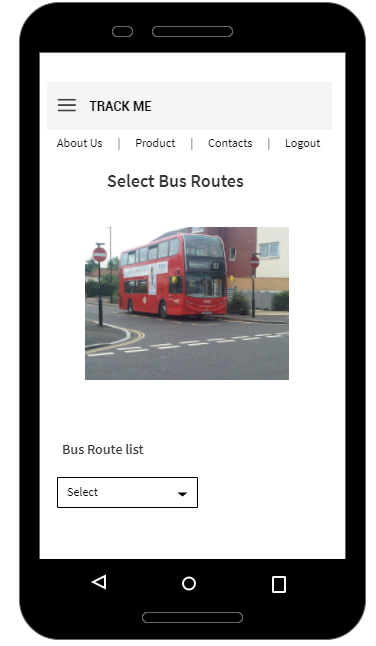 TRACK ME
About Us | Product | Contacts | Logout
Select Bus Routes
Bus Route list
Select